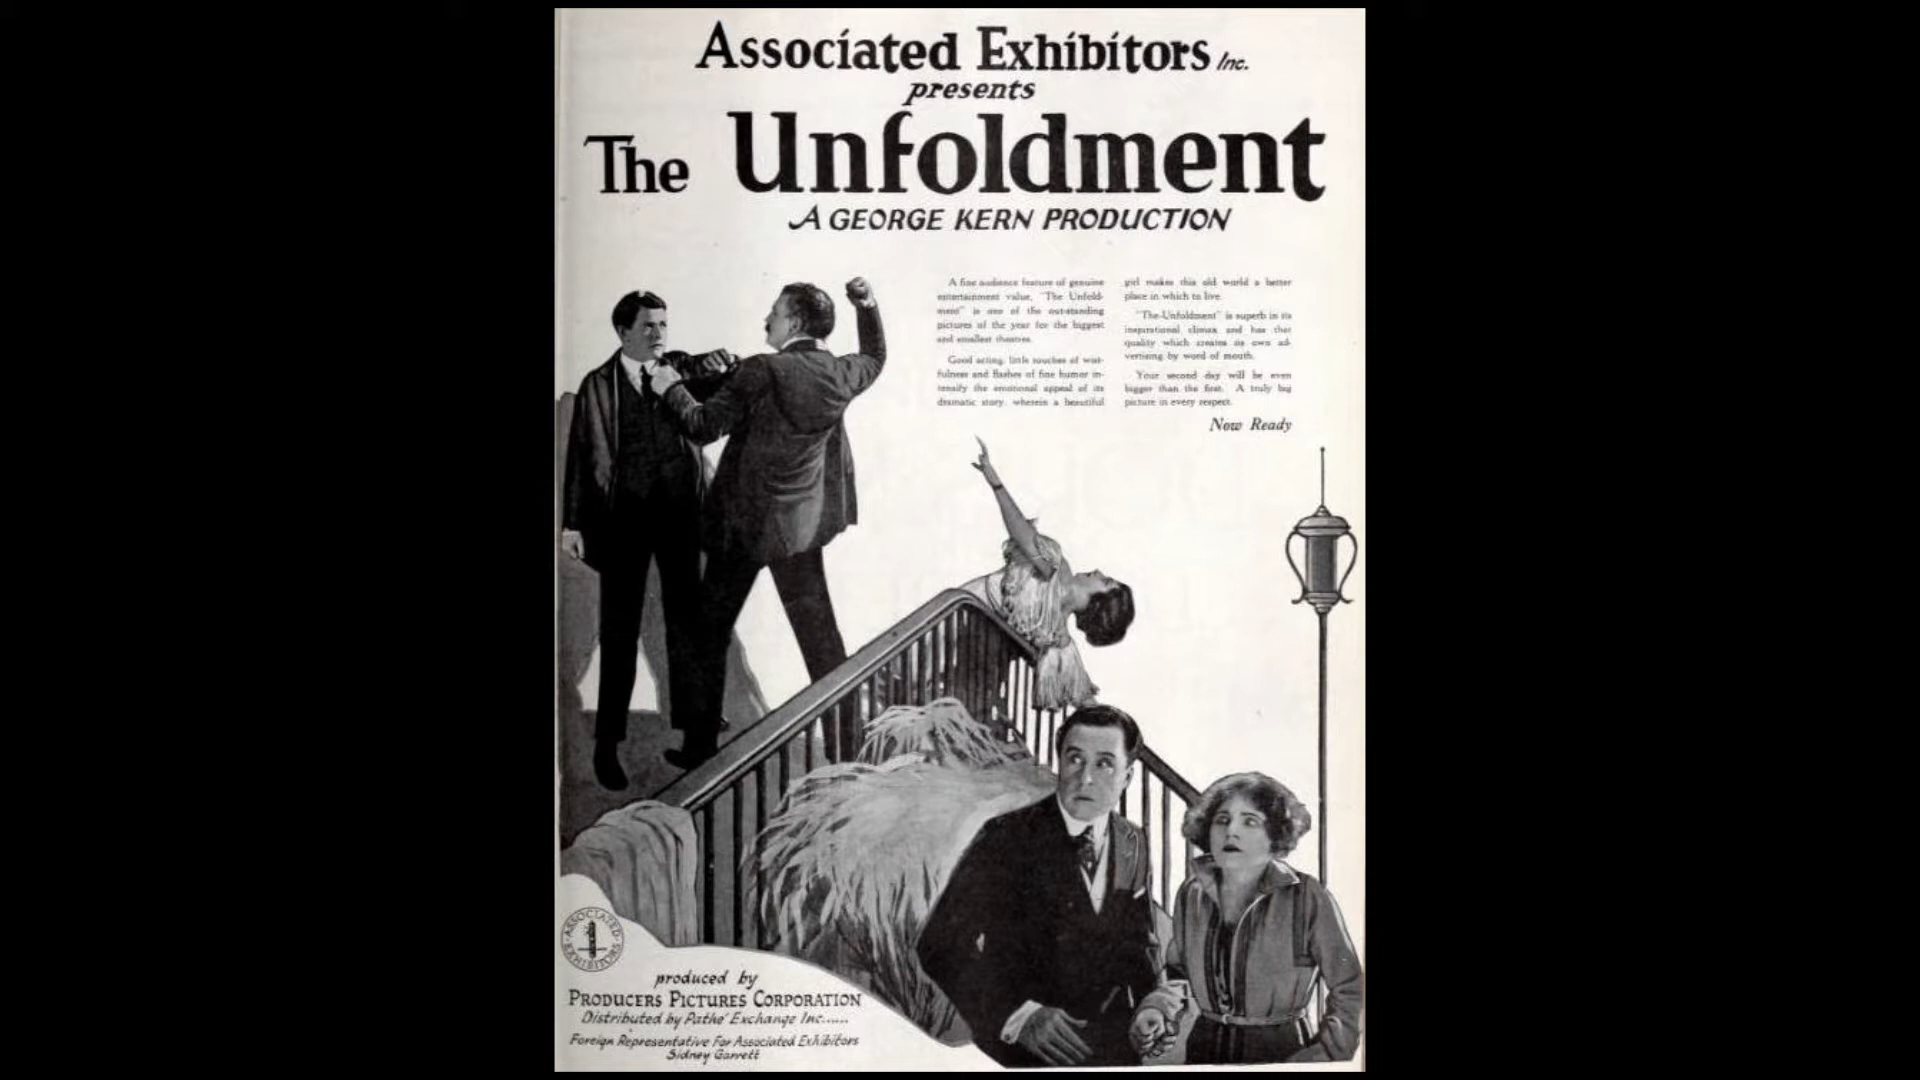 Associated Exhibitors Inc.
presents
The Unfoldment
A GEORGE KERN PRODUCTION
A fine audience feature of genuine
entertainment value, "The Unfold-
ment" is one of the out-standing
pictures of the year for the biggest
and smallest theatres.
Good acting, little touches of wist-
fulness and flashes of fine humor in-
tensify the emotional appeal of its
dramatic story, wherein a beautiful
girl makes this old world a better
place in which to live.
"The Unfoldment" is superb in its
inspirational climax and has that
quality which creates its own ad-
vertising by word of mouth.
Your second day will be even
bigger than the first. A truly big
picture in every respect.
Now Ready
ASSOCIATED EXHIBITORS
produced by
PRODUCERS PICTURES CORPORATION
Distributed by Pathe' Exchange Inc......
Foreign Representative For Associated Exhibitors
Sidney Garrett